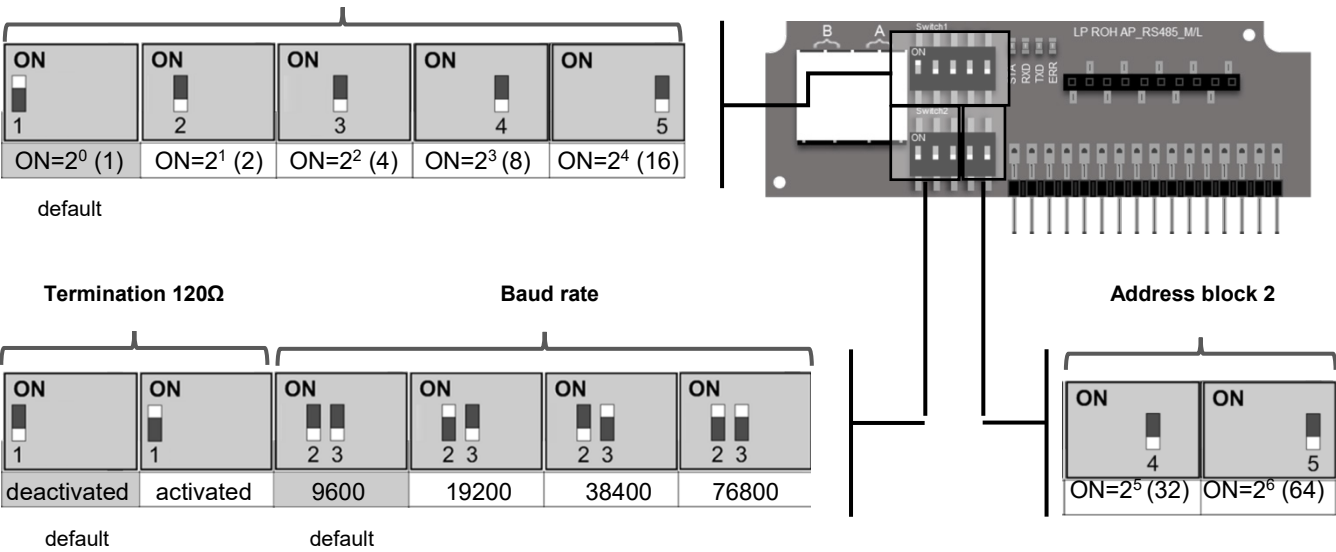 ON ON ON ON ON
1 2 3 4 5
ON=2⁰ (1) ON=2¹ (2) ON=2² (4) ON=2³ (8) ON=2⁴ (16)
default
B A
Switch1
ON
LP ROH AP_RS485_M/L
STA
RXD
TXD
ERR
Switch2
ON
Termination 120Ω
Baud rate
Address block 2
ON ON ON ON ON ON
1 1 2 3 2 3 2 3 2 3
deactivated activated 9600 19200 38400 76800
default default
ON ON
4 5
ON=2⁵ (32) ON=2⁶ (64)